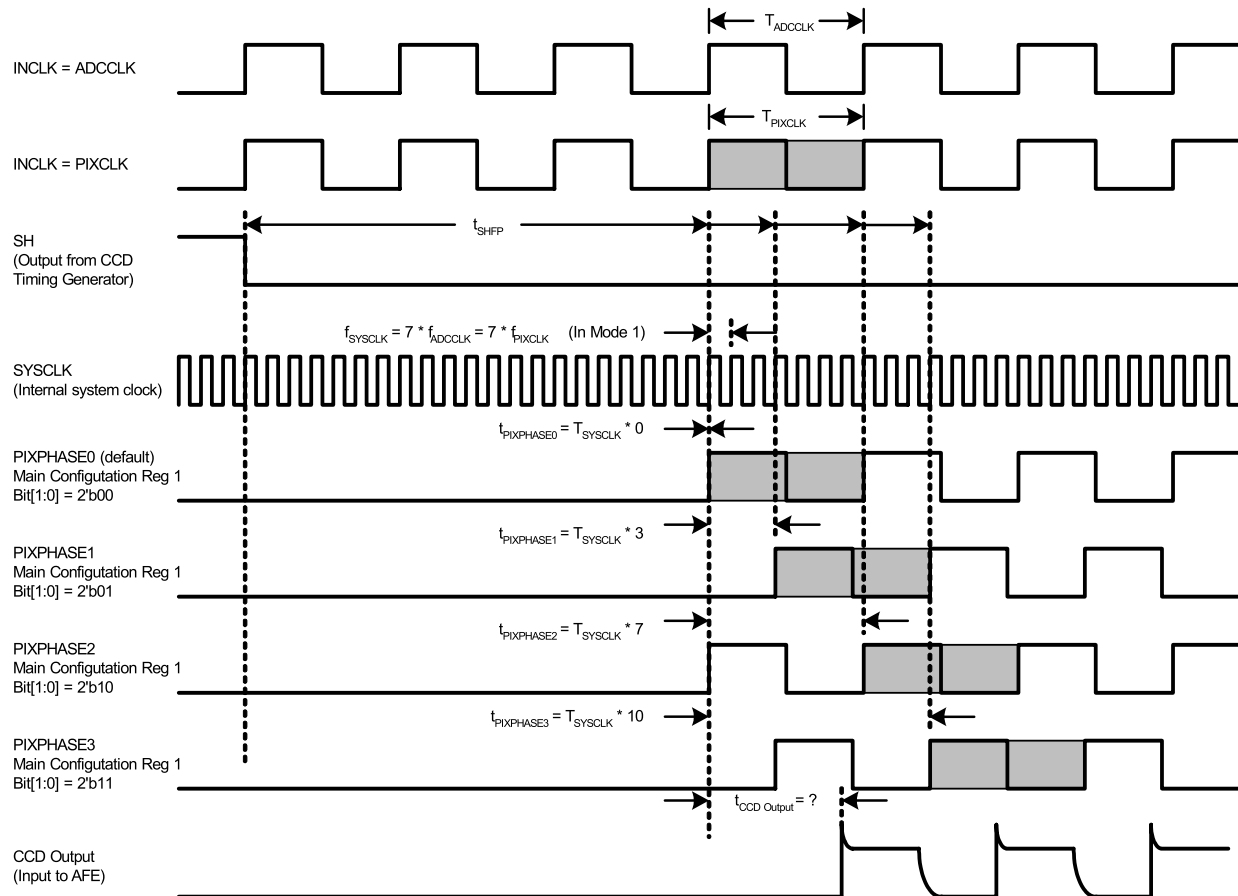 T_ADCCLK
INCLK = ADCCLK
T_PIXCLK
INCLK = PIXCLK
t_SHFP
SH
(Output from CCD
Timing Generator)
f_SYSCLK = 7 * f_ADCCLK = 7 * f_PIXCLK (In Mode 1)
SYSCLK
(Internal system clock)
t_PIXPHASE0 = T_SYSCLK * 0
PIXPHASE0 (default)
Main Configutation Reg 1
Bit[1:0] = 2'b00
t_PIXPHASE1 = T_SYSCLK * 3
PIXPHASE1
Main Configutation Reg 1
Bit[1:0] = 2'b01
t_PIXPHASE2 = T_SYSCLK * 7
PIXPHASE2
Main Configutation Reg 1
Bit[1:0] = 2'b10
t_PIXPHASE3 = T_SYSCLK * 10
PIXPHASE3
Main Configutation Reg 1
Bit[1:0] = 2'b11
t_CCD Output = ?
CCD Output
(Input to AFE)